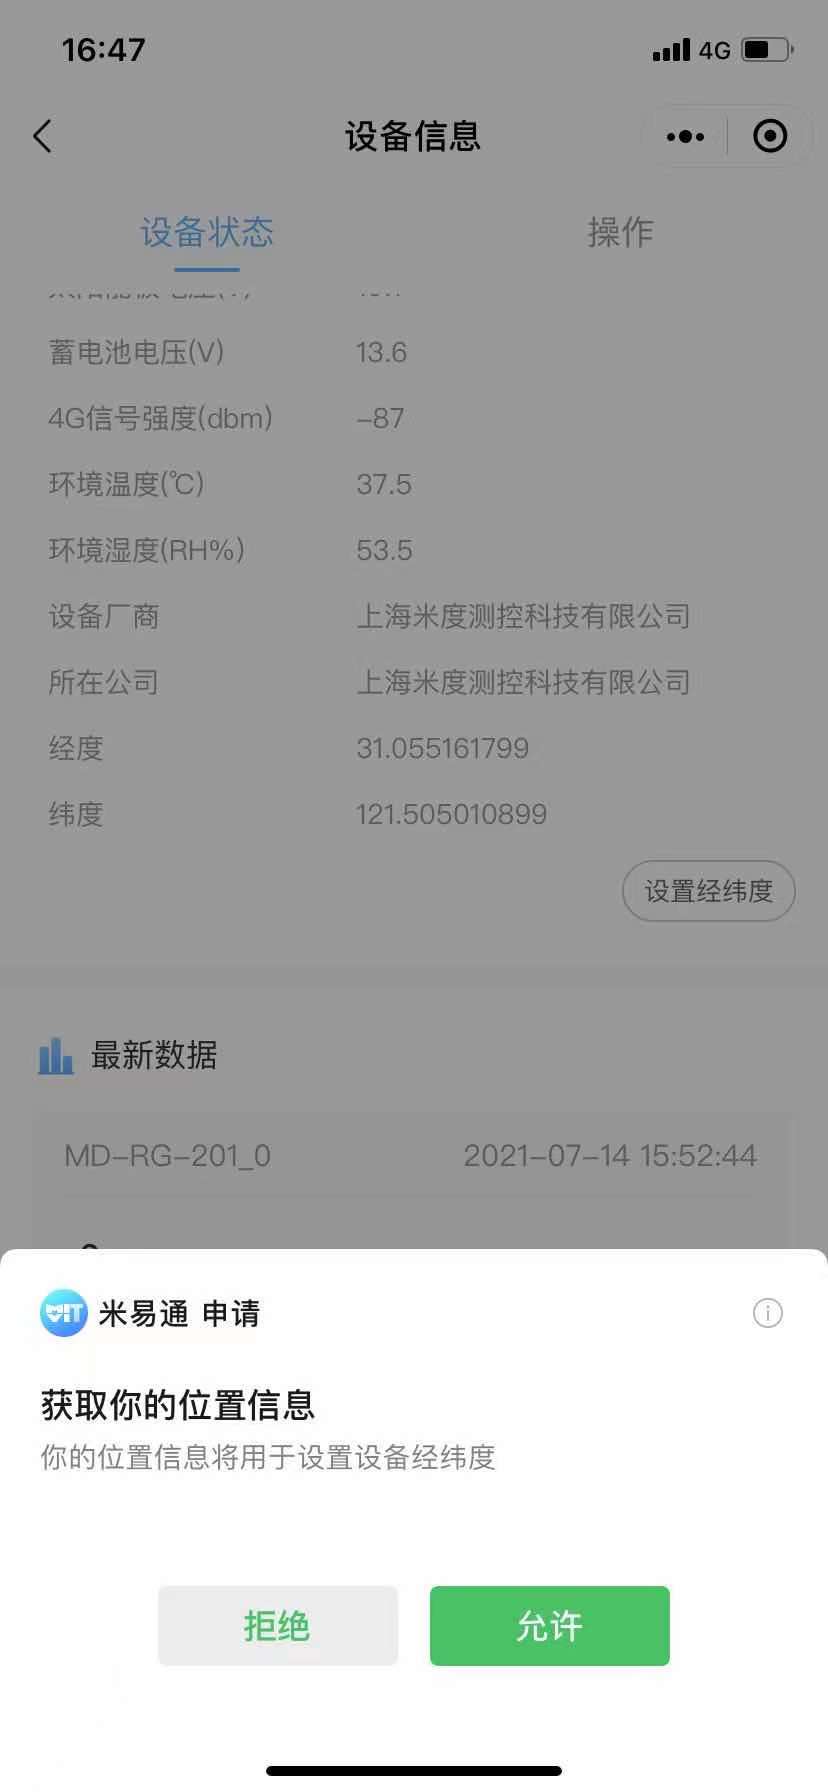 16:47
4G
设备信息
设备状态
操作
蓄电池电压(V)
13.6
4G信号强度(dbm)
-87
环境温度(℃)
37.5
环境湿度(RH%)
53.5
设备厂商
上海米度测控科技有限公司
所在公司
上海米度测控科技有限公司
经度
31.055161799
纬度
121.505010899
设置经纬度
最新数据
MD-RG-201_0
2021-07-14 15:52:44
米易通 申请
获取你的位置信息
你的位置信息将用于设置设备经纬度
拒绝
允许